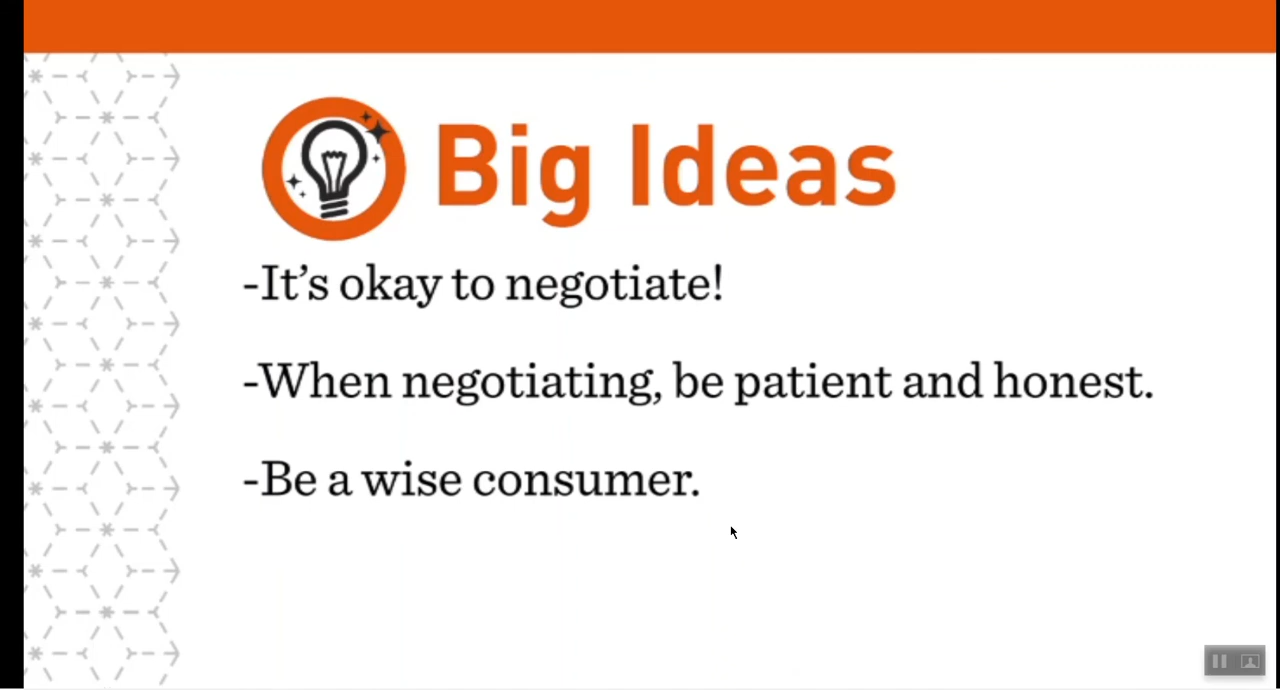 Big Ideas
-It’s okay to negotiate!
-When negotiating, be patient and honest.
-Be a wise consumer.